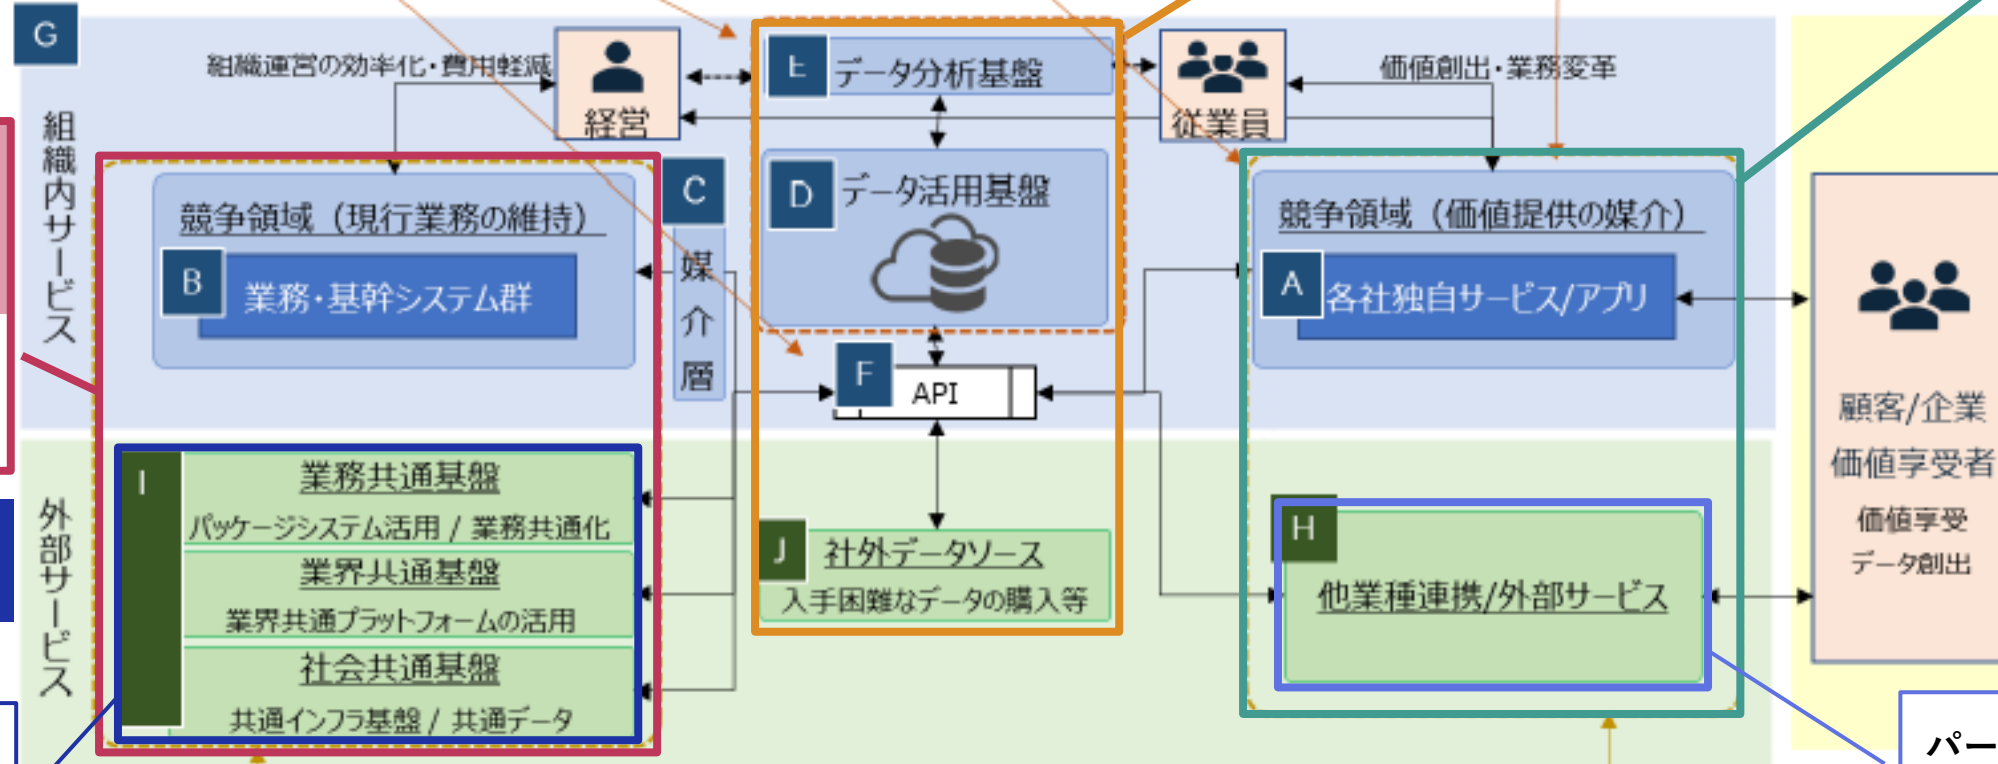 G
組織内サービス
組織運営の効率化・費用軽減
経営
E
データ分析基盤
従業員
価値創出・業務変革
競争領域（現行業務の維持）
B
業務・基幹システム群
C
媒介層
D
データ活用基盤
F
API
競争領域（価値提供の媒介）
A
各社独自サービス/アプリ
顧客/企業
価値享受者
価値享受
データ創出
外部サービス
I
業務共通基盤
パッケージシステム活用 / 業務共通化
業界共通基盤
業界共通プラットフォームの活用
社会共通基盤
共通インフラ基盤 / 共通データ
J
社外データソース
入手困難なデータの購入等
H
他業種連携/外部サービス
パー